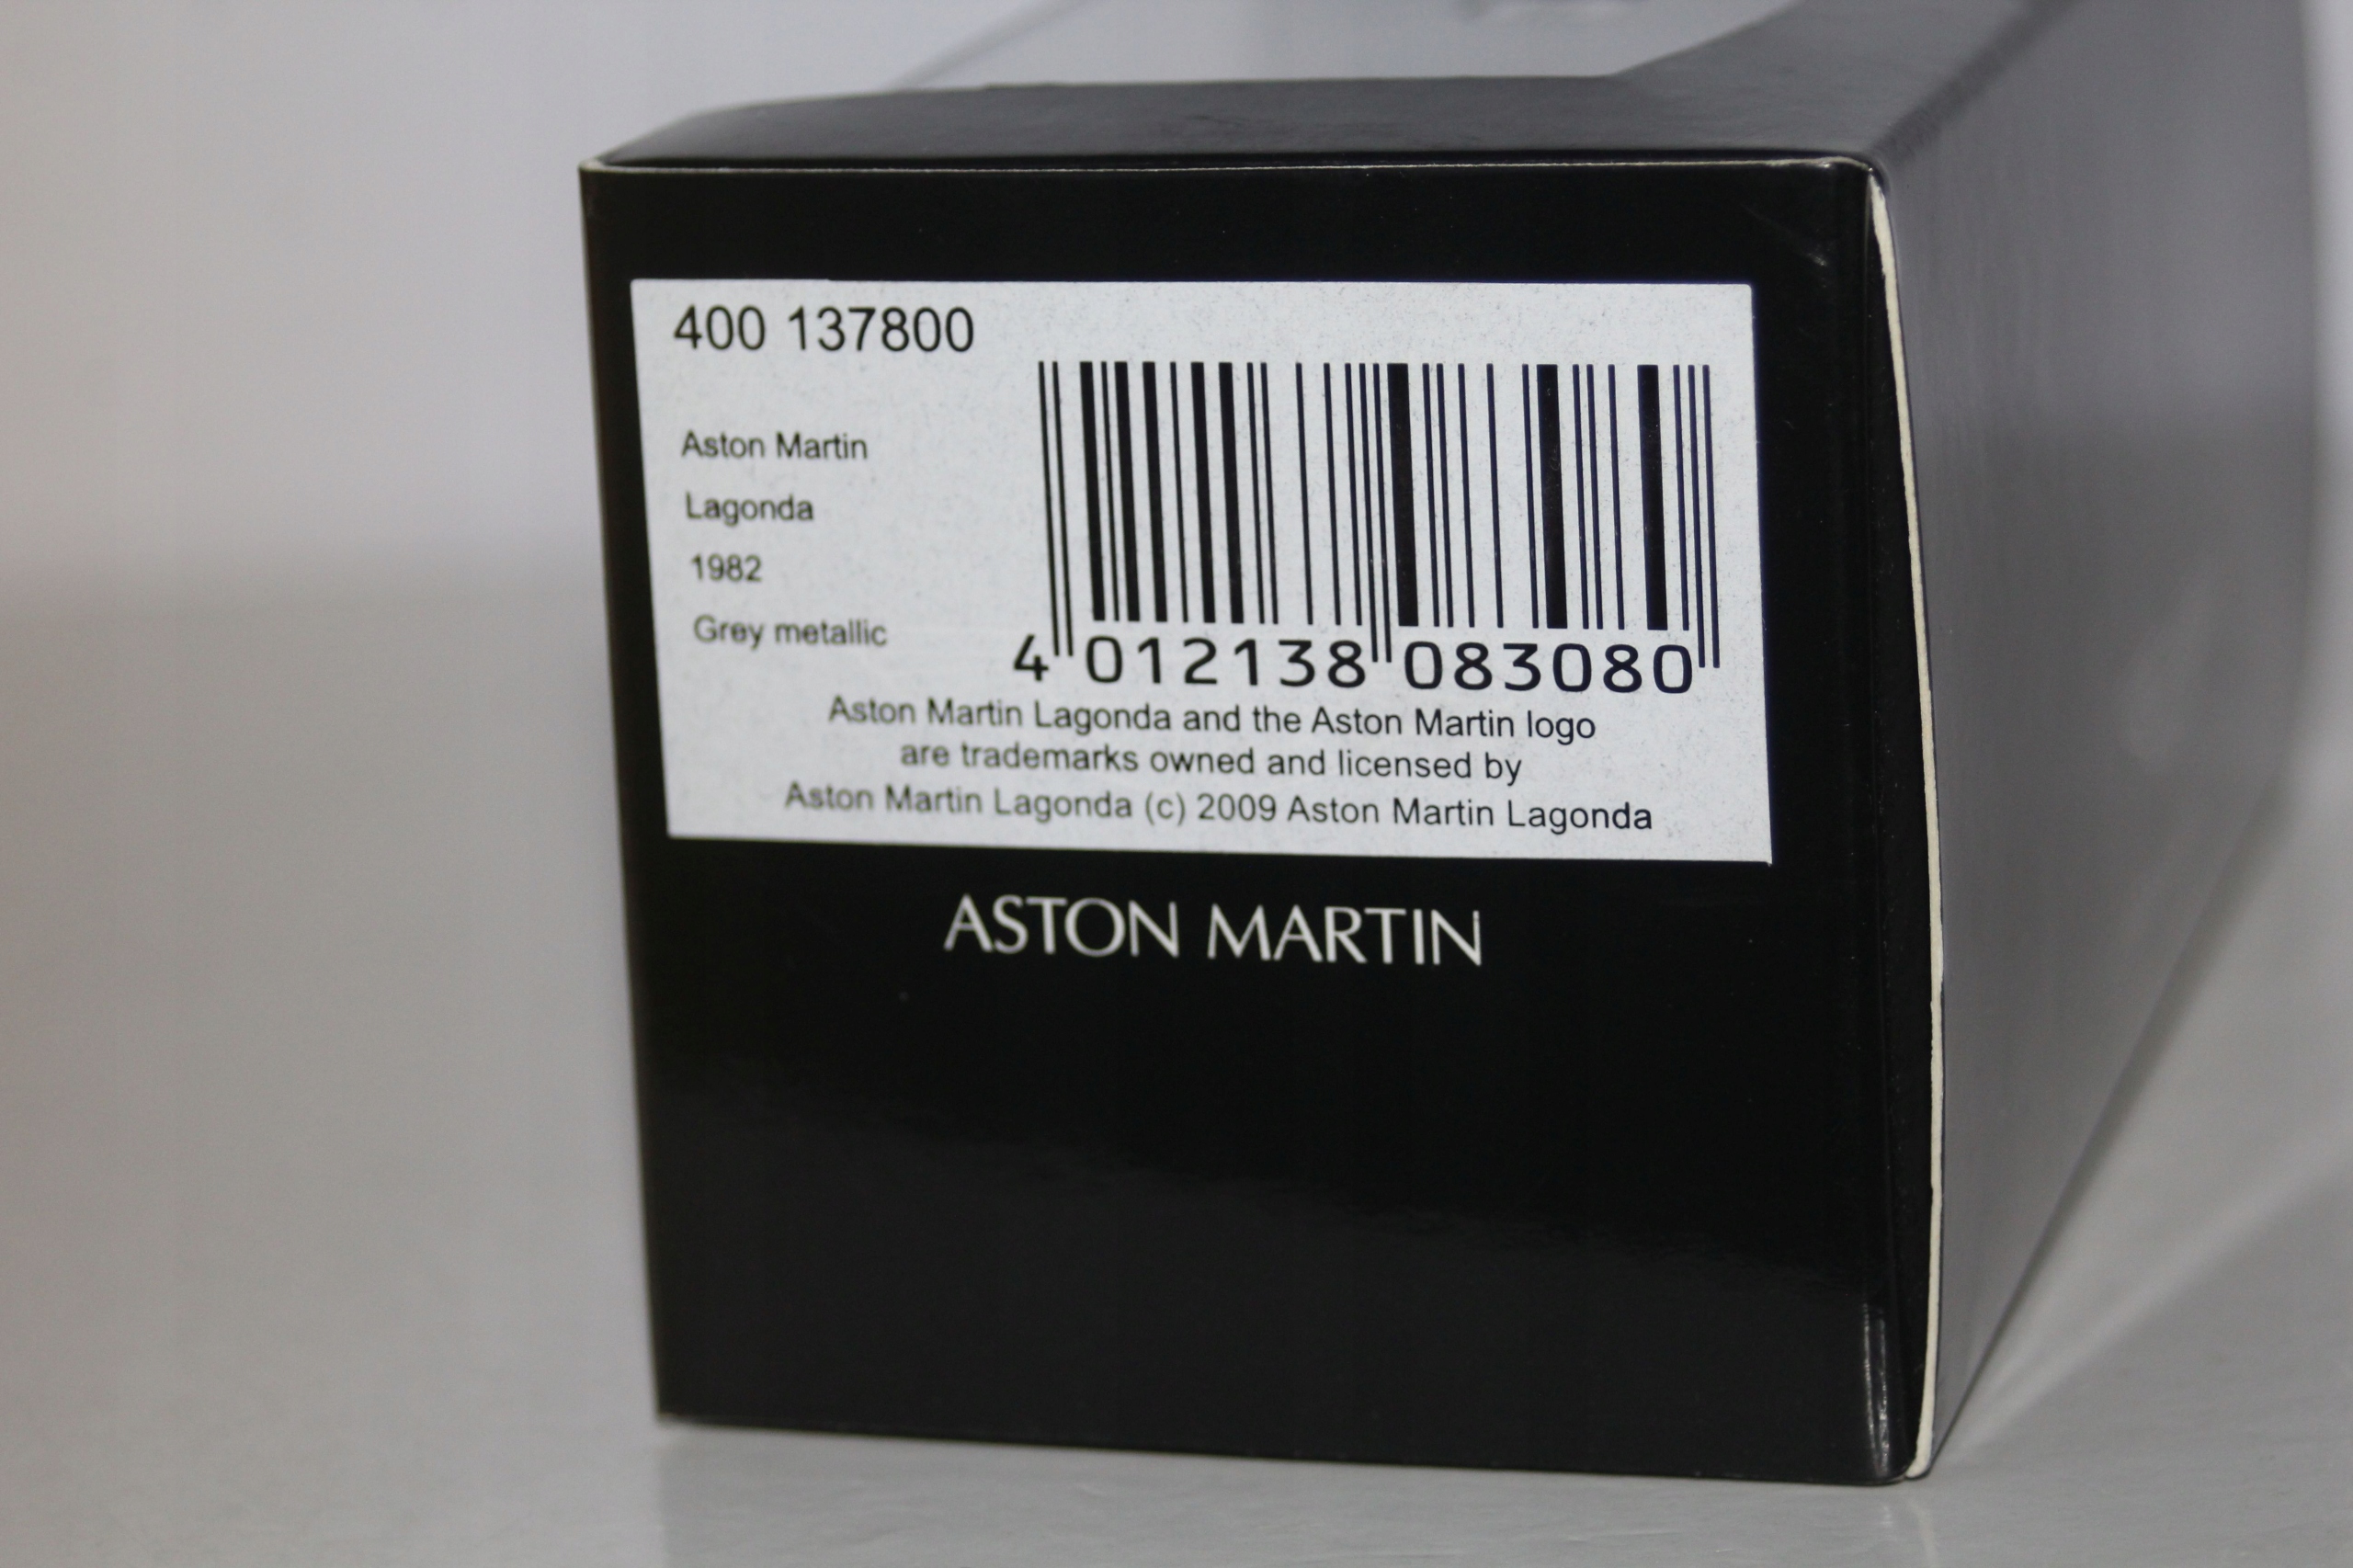 400 137800
Aston Martin
Lagonda
1982
Grey metallic
4 012138 083080
Aston Martin Lagonda and the Aston Martin logo
are trademarks owned and licensed by
Aston Martin Lagonda (c) 2009 Aston Martin Lagonda
ASTON MARTIN